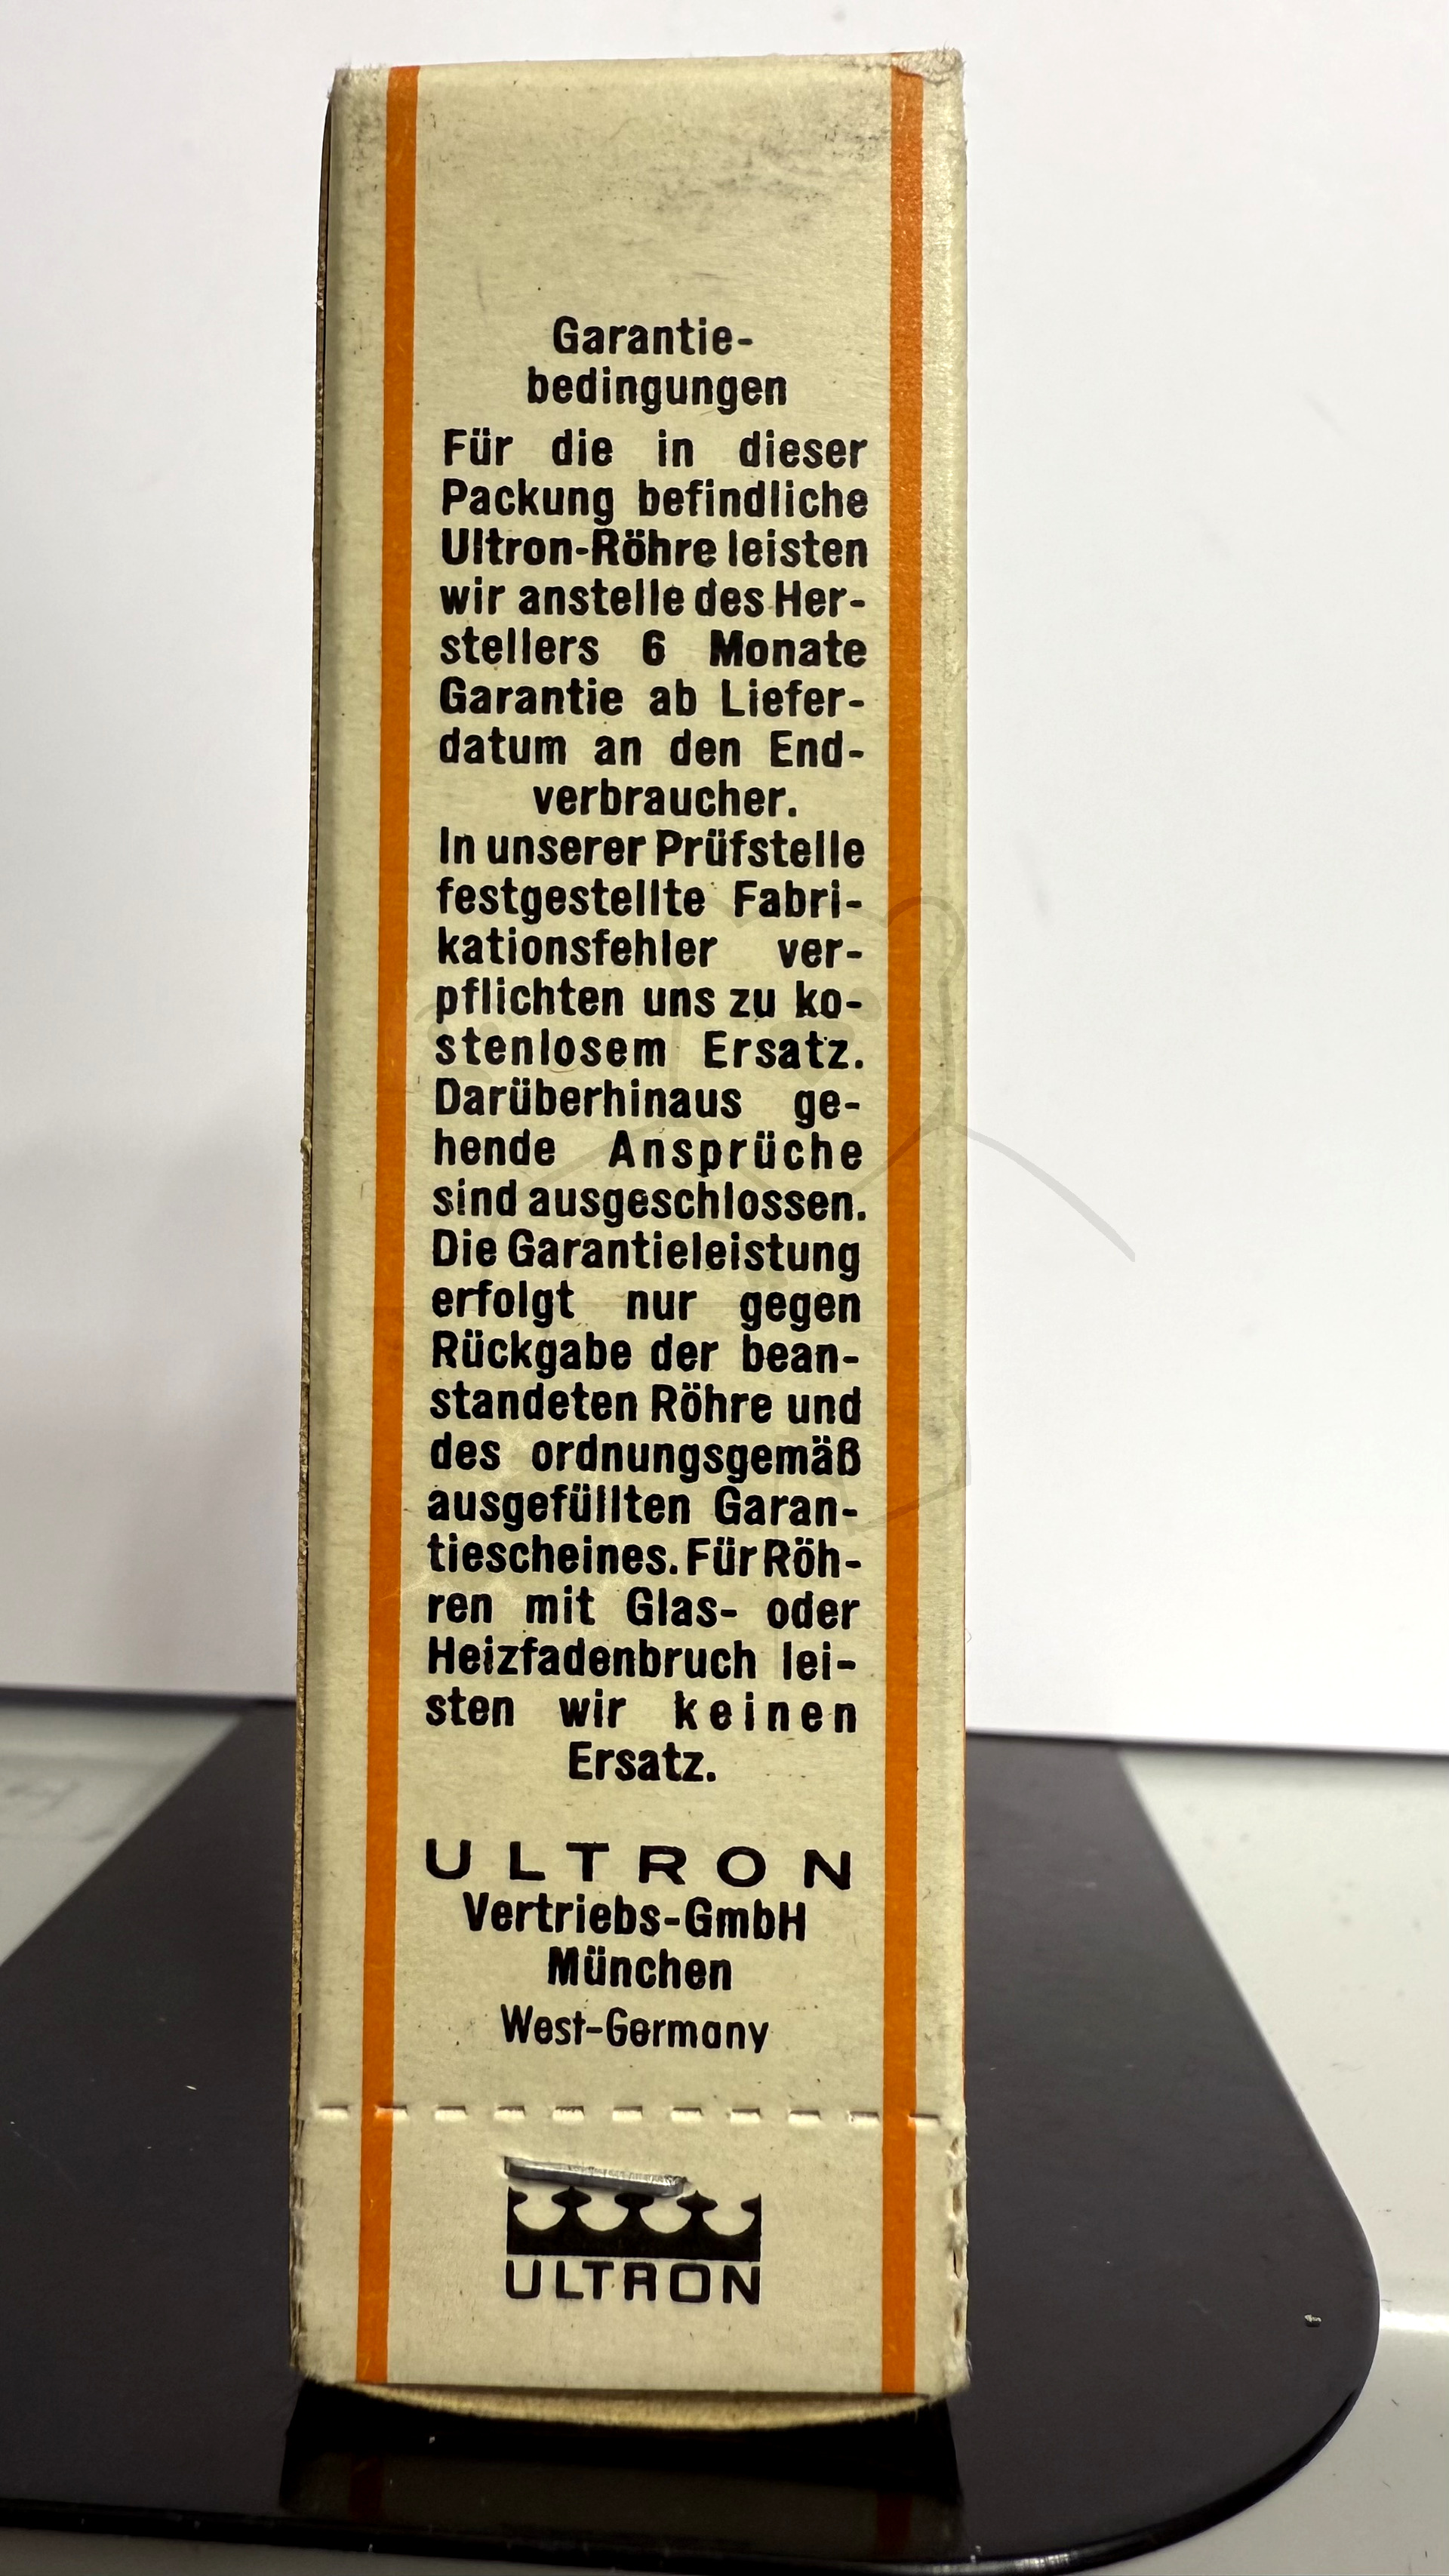 Garantie-
bedingungen
Für die in dieser
Packung befindliche
Ultron-Röhre leisten
wir anstelle des Her-
stellers 6 Monate
Garantie ab Liefer-
datum an den End-
verbraucher.
In unserer Prüfstelle
festgestellte Fabri-
kationsfehler ver-
pflichten uns zu ko-
stenlosem Ersatz.
Darüberhinaus ge-
hende Ansprüche
sind ausgeschlossen.
Die Garantieleistung
erfolgt nur gegen
Rückgabe der bean-
standeten Röhre und
des ordnungsgemäß
ausgefüllten Garan-
tiescheines. Für Röh-
ren mit Glas- oder
Heizfadenbruch lei-
sten wir keinen
Ersatz.
ULTRON
Vertriebs-GmbH
München
West-Germany
ULTRON